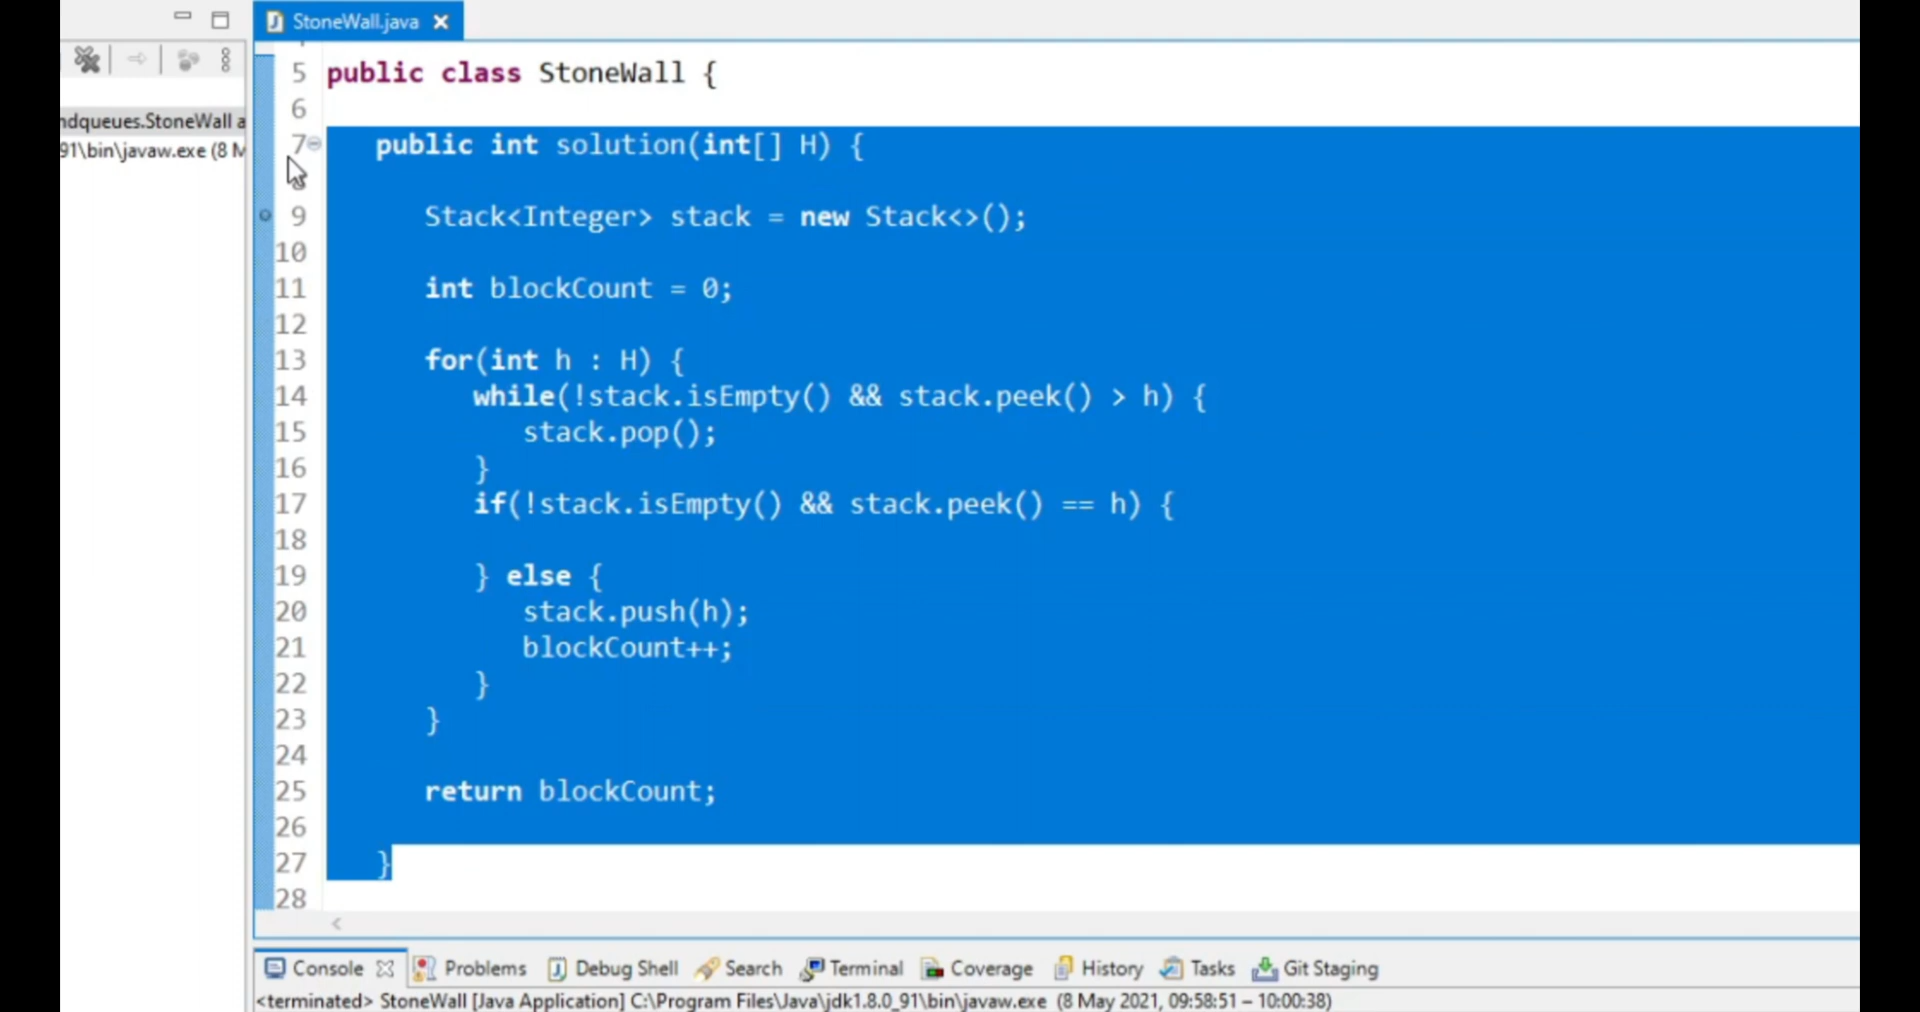 StoneWall.java
5 public class StoneWall {
6
ndqueues.StoneWall a
91\bin\javaw.exe (8 M
7 public int solution(int[] H) {
9 Stack<Integer> stack = new Stack<>();
10
11 int blockCount = 0;
12
13 for(int h : H) {
14 while(!stack.isEmpty() && stack.peek() > h) {
15 stack.pop();
16 }
17 if(!stack.isEmpty() && stack.peek() == h) {
18
19 } else {
20 stack.push(h);
21 blockCount++;
22 }
23 }
24
25 return blockCount;
26
27 }
28
Console Problems Debug Shell Search Terminal Coverage History Tasks Git Staging
<terminated> StoneWall [Java Application] C:\Program Files\Java\jdk1.8.0_91\bin\javaw.exe (8 May 2021, 09:58:51 – 10:00:38)